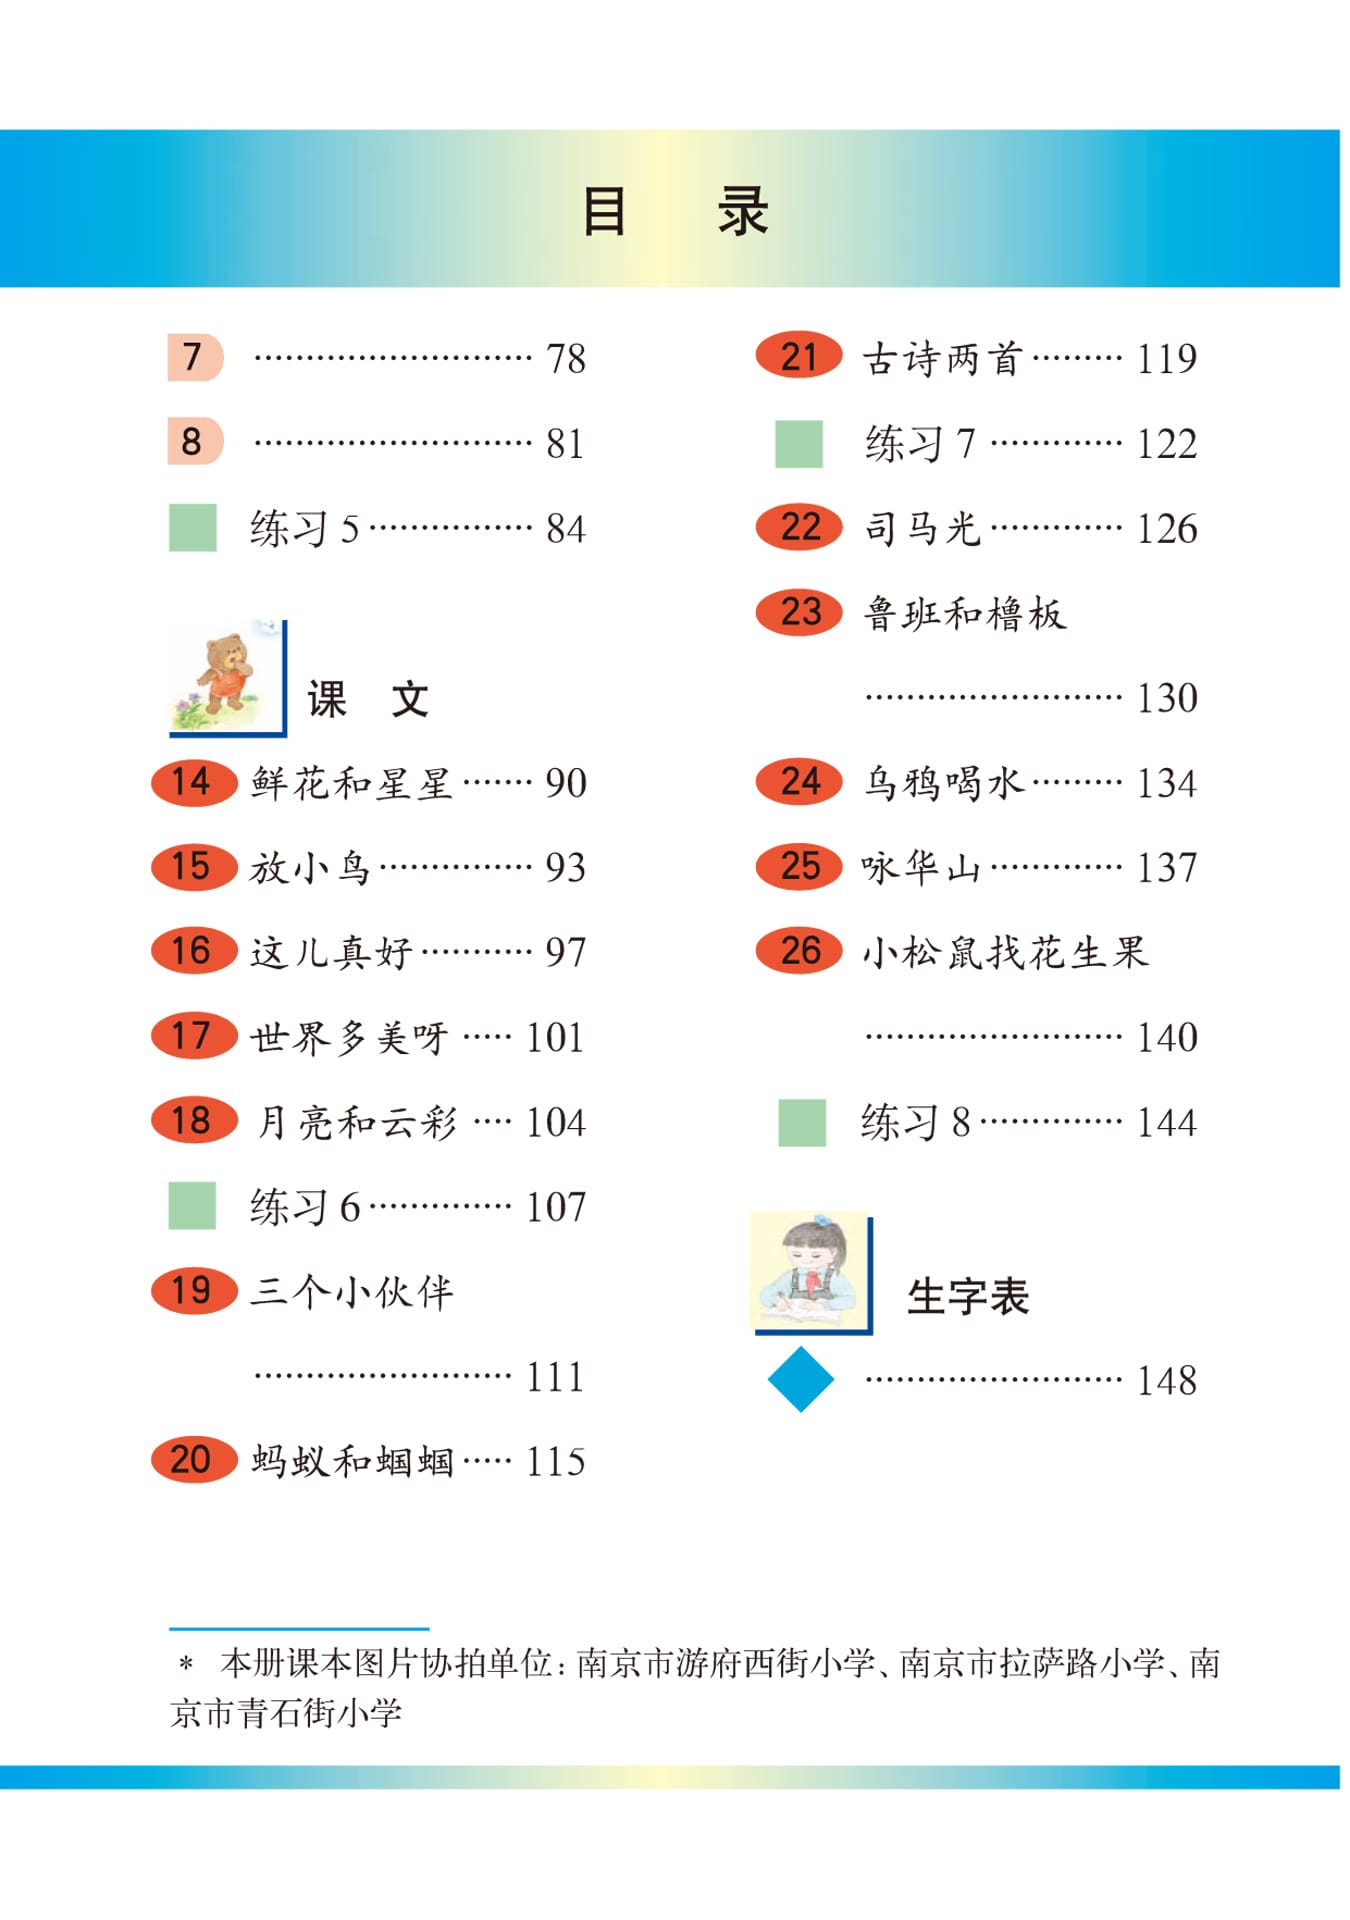 目 录
7 ………………………… 78
8 ………………………… 81
练习 5 ……………… 84
课 文
14 鲜花和星星 ……… 90
15 放小鸟 …………… 93
16 这儿真好 ………… 97
17 世界多美呀 …… 101
18 月亮和云彩 …… 104
练习 6 …………… 107
19 三个小伙伴
……………………… 111
20 蚂蚁和蝈蝈 …… 115
21 古诗两首 ……… 119
练习 7 ………… 122
22 司马光 ………… 126
23 鲁班和橹板
……………………… 130
24 乌鸦喝水 ……… 134
25 咏华山 ………… 137
26 小松鼠找花生果
……………………… 140
练习 8 ………… 144
生字表
……………………… 148
* 本册课本图片协拍单位：南京市游府西街小学、南京市拉萨路小学、南
京市青石街小学